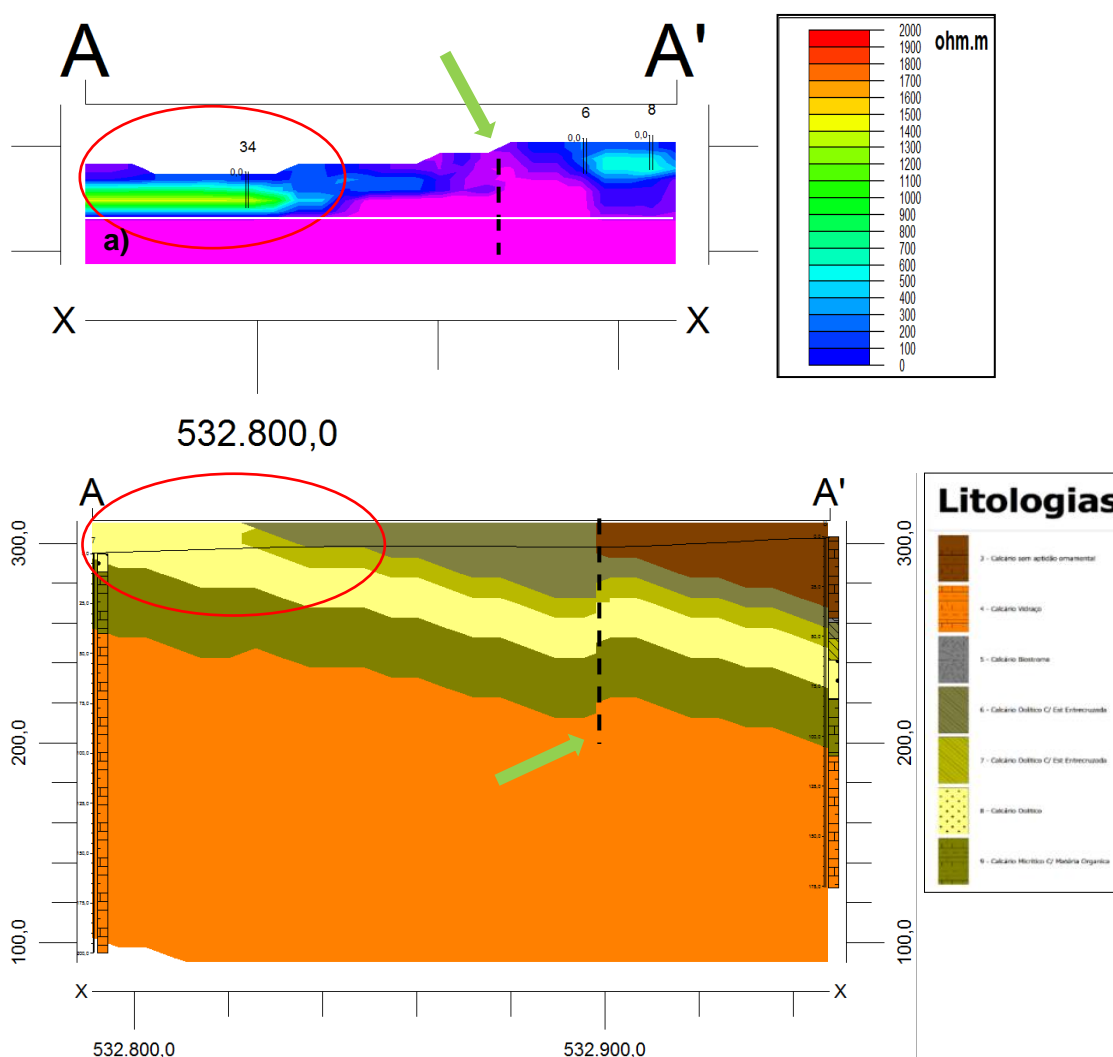 A
A'
2000
1900
1800
1700
1600
1500
1400
1300
1200
1100
1000
900
800
700
600
500
400
300
200
100
0
ohm.m
34
6
8
0,0
0,0
0,0
a)
X
X
532.800,0
A
A'
300,0
200,0
100,0
300,0
200,0
100,0
7
X
X
532.800,0
532.900,0
Litologias
3 - Calcário sem aptidão ornamental
4 - Calcário Vidraço
5 - Calcário Biostroma
6 - Calcário Oolítico C/ Est Entrecruzada
7 - Calcário Oolítico C/ Est Entrecruzada
8 - Calcário Oolítico
9 - Calcário Micrítico C/ Matéria Organica